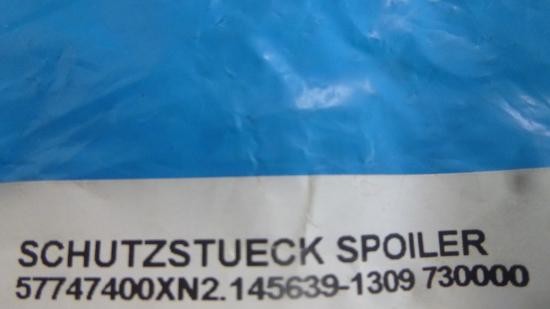 SCHUTZSTUECK SPOILER
57747400XN2.145639-1309 730000